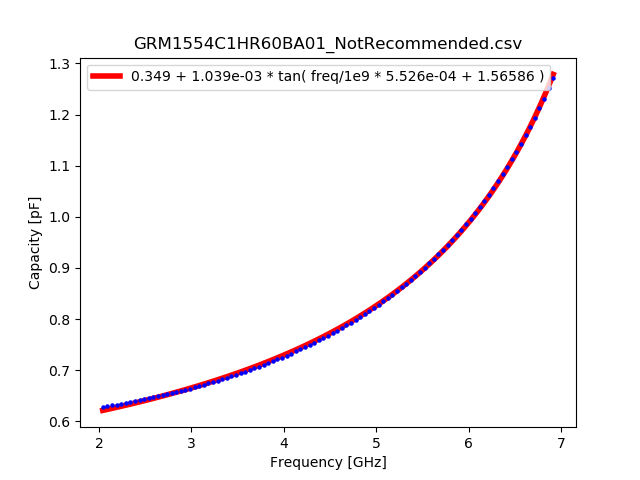 GRM1554C1HR60BA01_NotRecommended.csv
0.349 + 1.039e-03 * tan( freq/1e9 * 5.526e-04 + 1.56586 )
1.3
1.2
1.1
1.0
0.9
0.8
0.7
0.6
Capacity [pF]
2 3 4 5 6 7
Frequency [GHz]